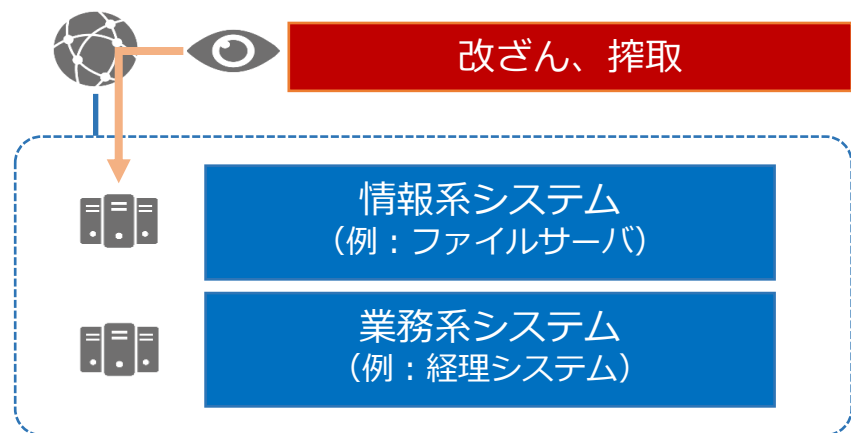 改ざん、搾取
情報系システム
（例：ファイルサーバ）
業務系システム
（例：経理システム）